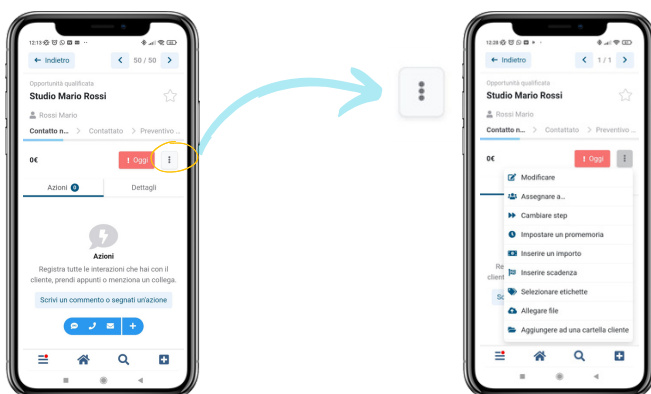 12:13
← Indietro
50 / 50
Opportunità qualificata
Studio Mario Rossi
Rossi Mario
Contatto n... > Contattato > Preventivo ..
0€
! Oggi
Azioni 0
Dettagli
Azioni
Registra tutte le interazioni che hai con il
cliente, prendi appunti o menziona un collega.
Scrivi un commento o segnati un'azione
12:28
← Indietro
1 / 1
Opportunità qualificata
Studio Mario Rossi
Rossi Mario
Contatto n... > Contattato > Preventivo ...
0€
! Oggi
Modificare
Assegnare a...
Cambiare step
Impostare un promemoria
Inserire un importo
Re
Inserire scadenza
client
Selezionare etichette
Sc
Allegare file
Aggiungere ad una cartella cliente